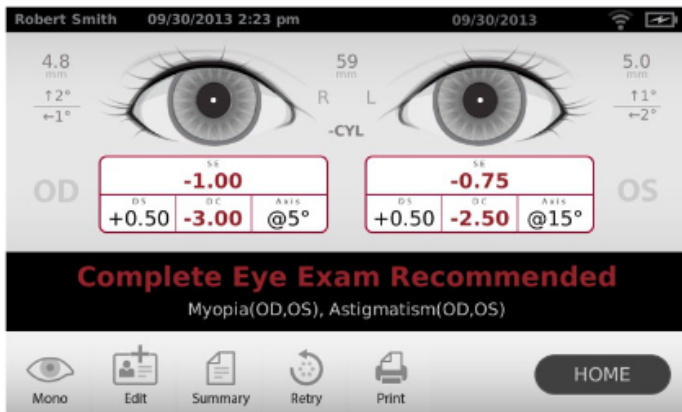 Robert Smith 09/30/2013 2:23 pm 09/30/2013
4.8 mm 59 mm 5.0 mm
↑2° R L ↑1°
←1° -CYL ←2°
OD SE SE OS
-1.00 -0.75
DS DC Axis DS DC Axis
+0.50 -3.00 @5° +0.50 -2.50 @15°
Complete Eye Exam Recommended
Myopia(OD,OS), Astigmatism(OD,OS)
Mono Edit Summary Retry Print HOME